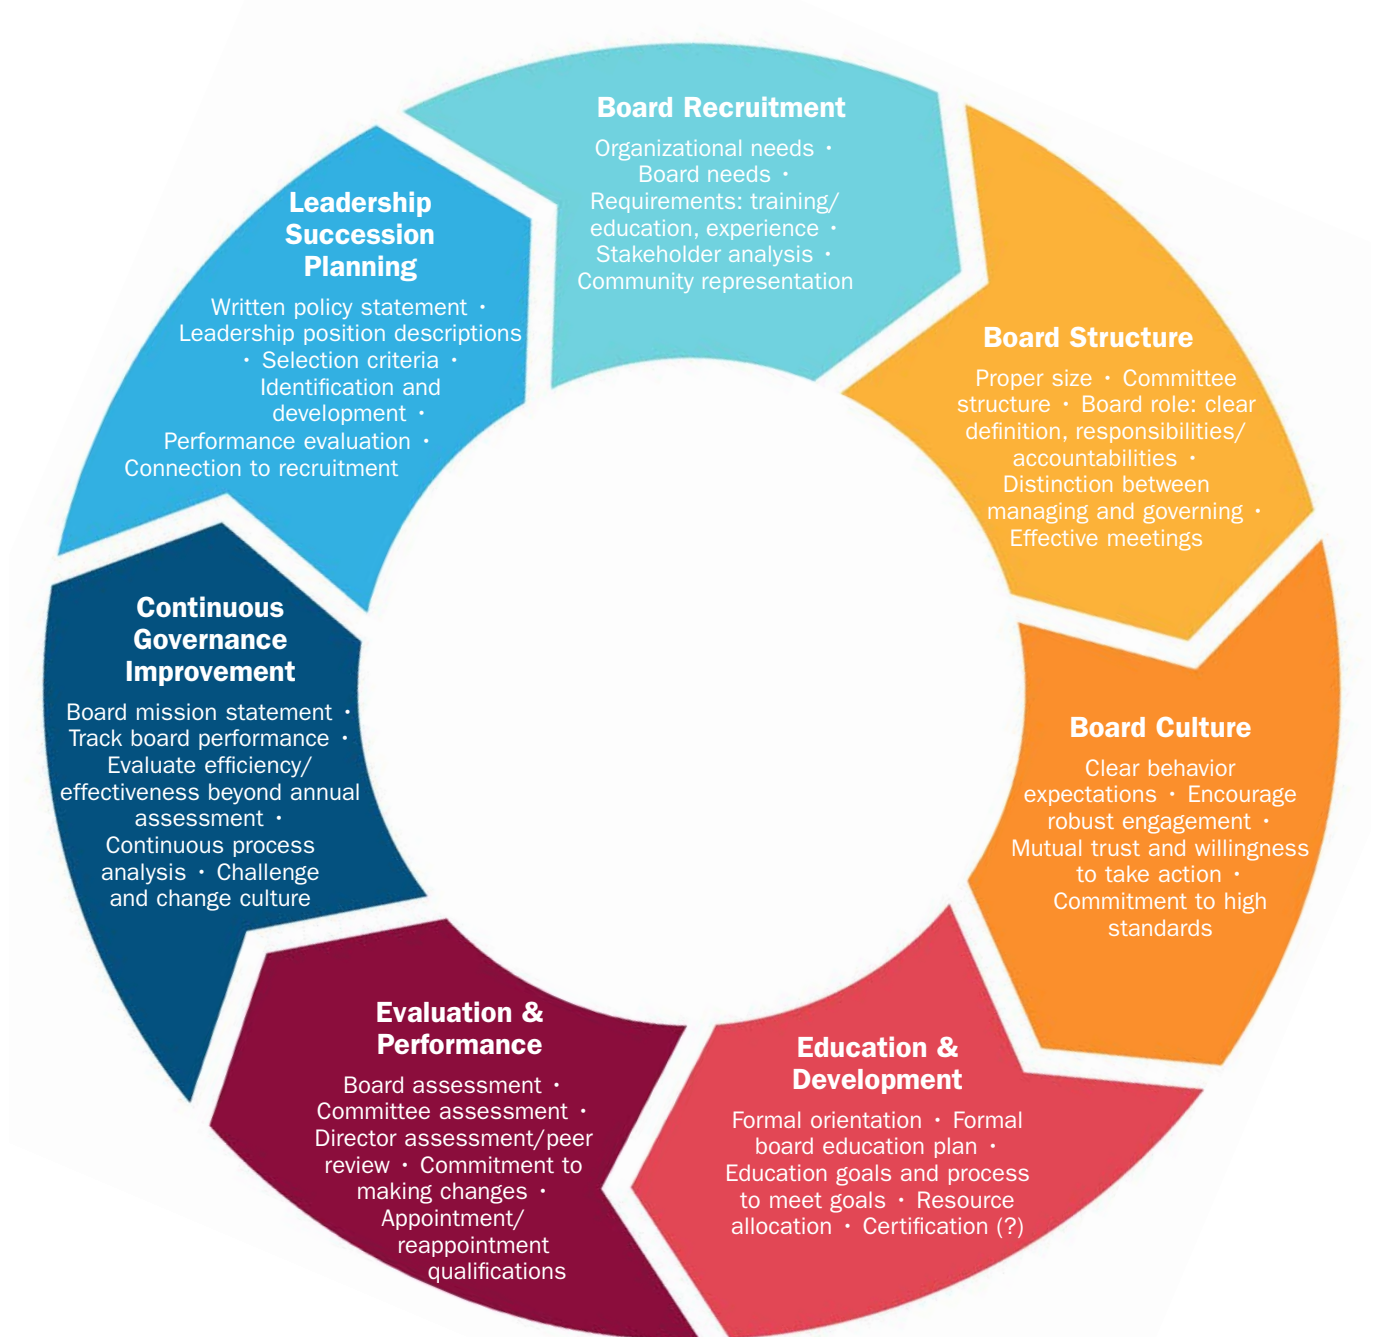 Board Recruitment
Organizational needs •
Board needs •
Requirements: training/
education, experience •
Stakeholder analysis •
Community representation
Board Structure
Proper size • Committee
structure • Board role: clear
definition, responsibilities/
accountabilities •
Distinction between
managing and governing •
Effective meetings
Board Culture
Clear behavior
expectations • Encourage
robust engagement •
Mutual trust and willingness
to take action •
Commitment to high
standards
Education &
Development
Formal orientation • Formal
board education plan •
Education goals and process
to meet goals • Resource
allocation • Certification (?)
Evaluation &
Performance
Board assessment •
Committee assessment •
Director assessment/peer
review • Commitment to
making changes •
Appointment/
reappointment
qualifications
Continuous
Governance
Improvement
Board mission statement •
Track board performance •
Evaluate efficiency/
effectiveness beyond annual
assessment •
Continuous process
analysis • Challenge
and change culture
Leadership
Succession
Planning
Written policy statement •
Leadership position descriptions
• Selection criteria •
Identification and
development •
Performance evaluation •
Connection to recruitment